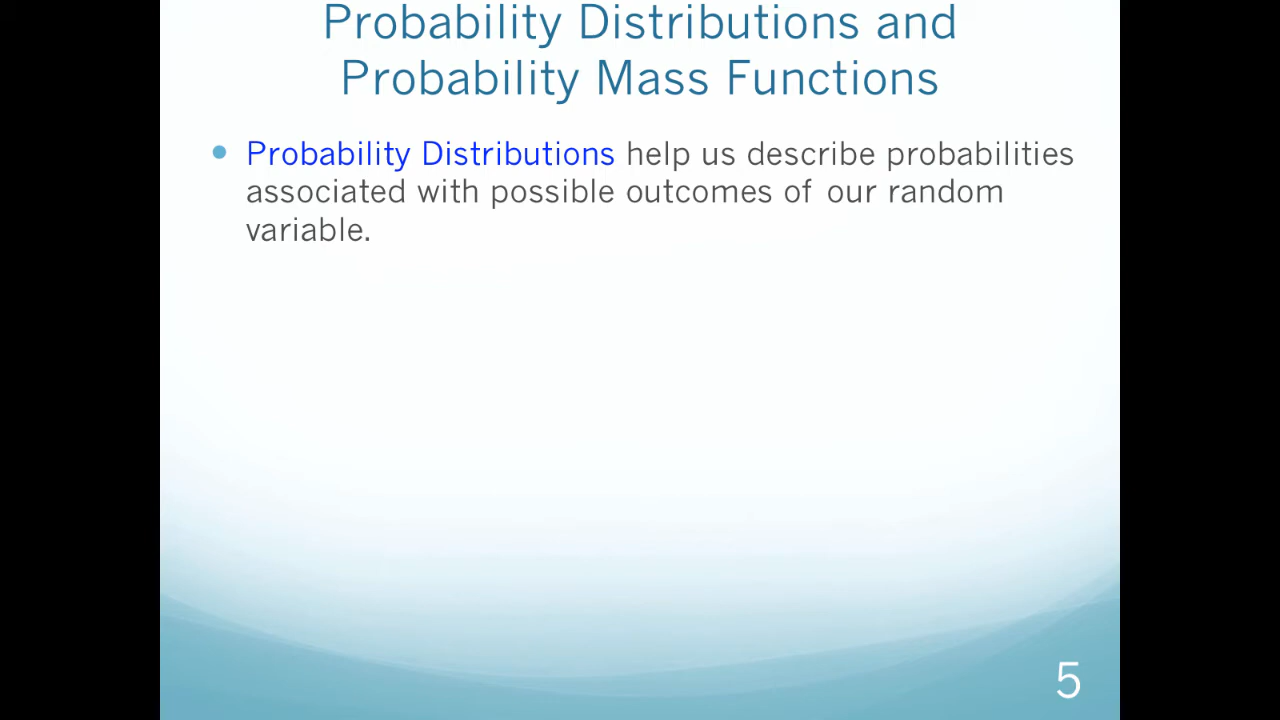 Probability Distributions and
Probability Mass Functions
• Probability Distributions help us describe probabilities
associated with possible outcomes of our random
variable.
5